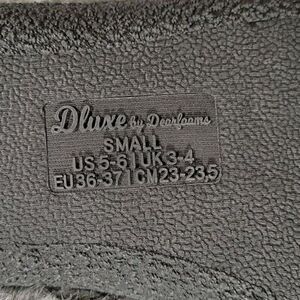 Dluxe by Dearfoams
SMALL
US 5-6 | UK 3-4
EU 36-37 | CM 23-23,5